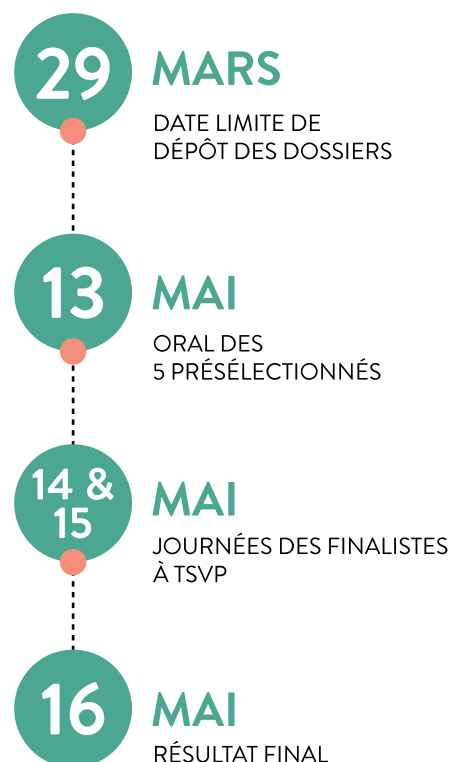 29 MARS
DATE LIMITE DE
DÉPÔT DES DOSSIERS
13 MAI
ORAL DES
5 PRÉSÉLECTIONNÉS
14 &
15
MAI
JOURNÉES DES FINALISTES
À TSVP
16 MAI
RÉSULTAT FINAL